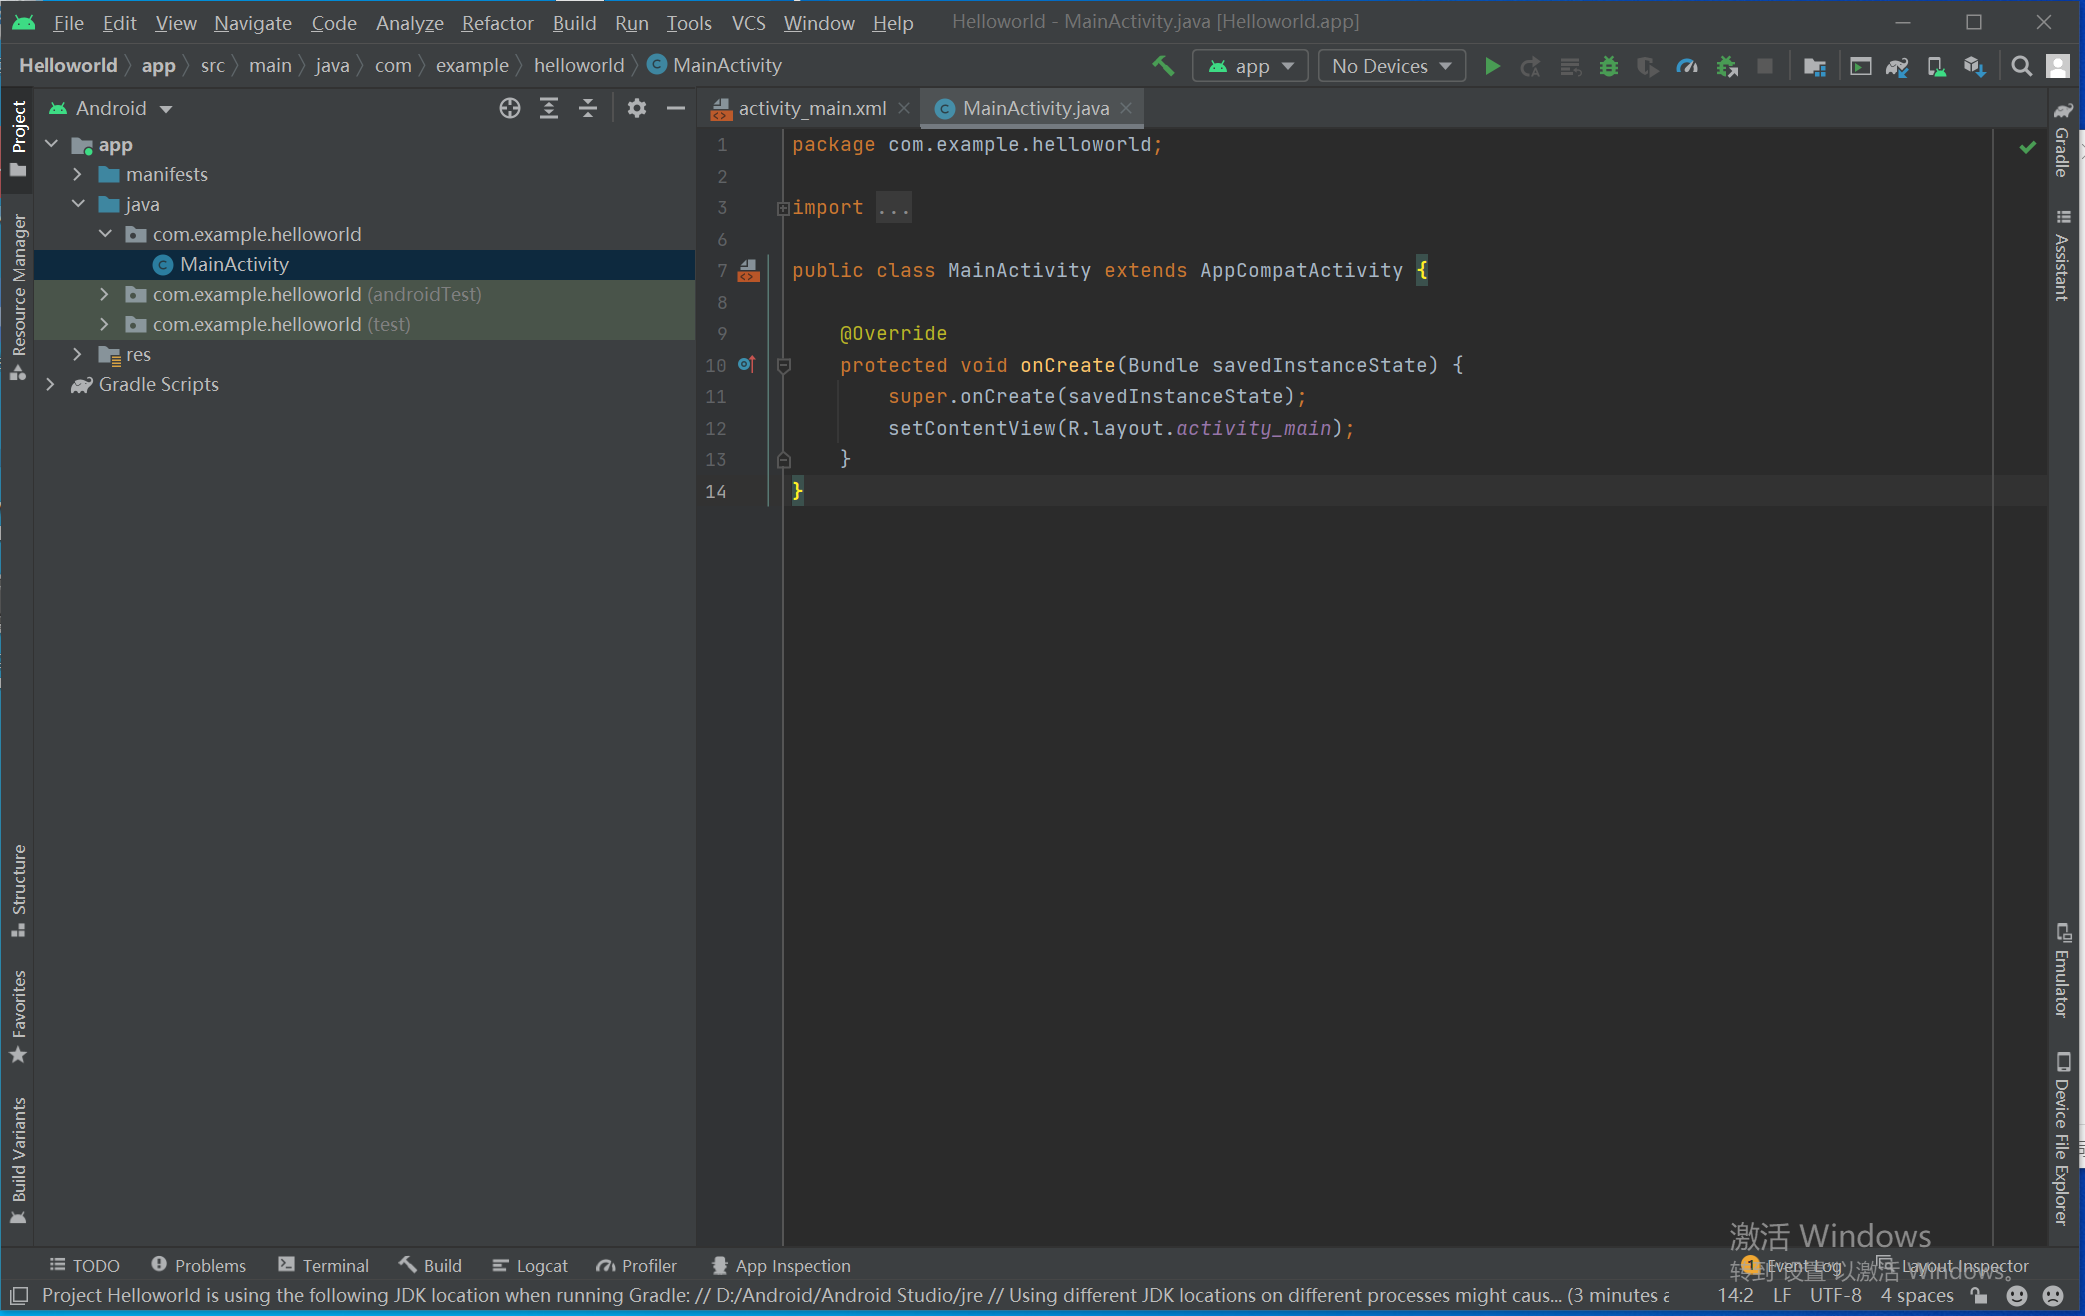 File Edit View Navigate Code Analyze Refactor Build Run Tools VCS Window Help Helloworld - MainActivity.java [Helloworld.app]
Helloworld app src main java com example helloworld MainActivity app No Devices
Project
Resource Manager
Structure
Favorites
Build Variants
Android
app
manifests
java
com.example.helloworld
MainActivity
com.example.helloworld (androidTest)
com.example.helloworld (test)
res
Gradle Scripts
activity_main.xml MainActivity.java
1 package com.example.helloworld;
2
3 import ...
6
7 public class MainActivity extends AppCompatActivity {
8
9 @Override
10 protected void onCreate(Bundle savedInstanceState) {
11 super.onCreate(savedInstanceState);
12 setContentView(R.layout.activity_main);
13 }
14 }
Gradle
Assistant
Emulator
Device File Explorer
激活 Windows
转到"设置"以激活 Windows。
TODO Problems Terminal Build Logcat Profiler App Inspection 1 Event Log Layout Inspector
Project Helloworld is using the following JDK location when running Gradle: // D:/Android/Android Studio/jre // Using different JDK locations on different processes might caus... (3 minutes a 14:2 LF UTF-8 4 spaces